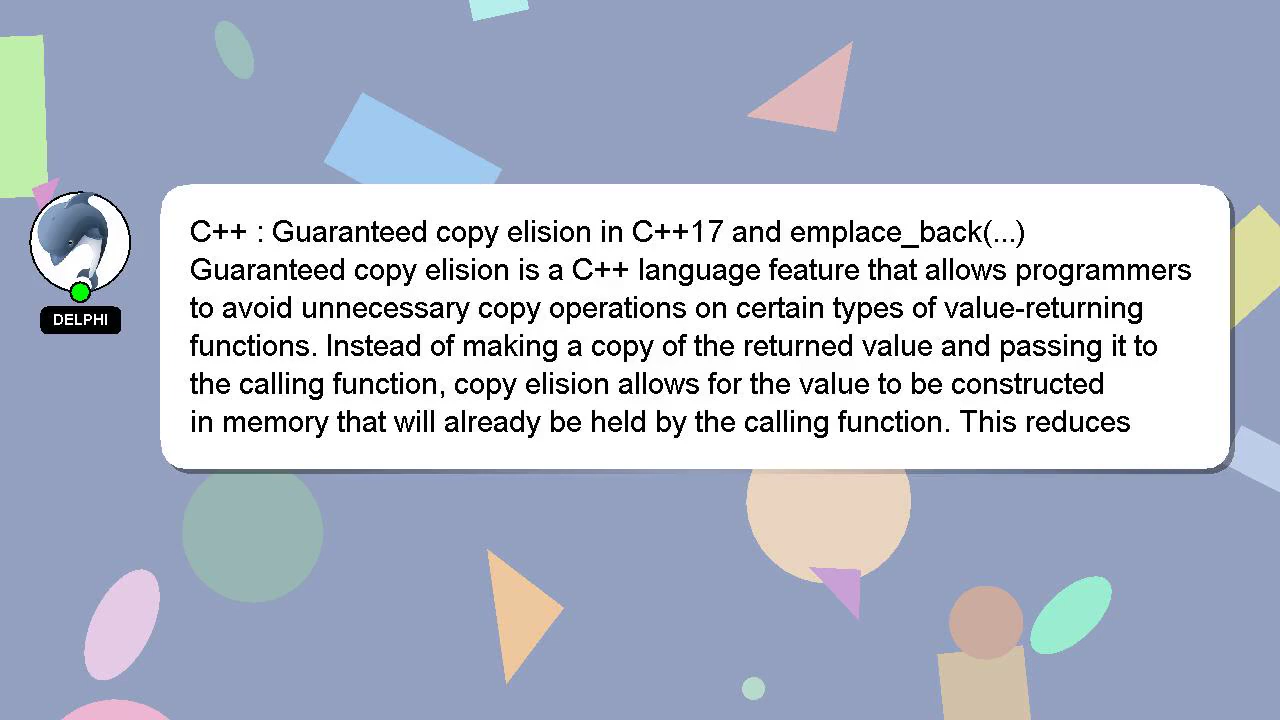 C++ : Guaranteed copy elision in C++17 and emplace_back(...)
Guaranteed copy elision is a C++ language feature that allows programmers
to avoid unnecessary copy operations on certain types of value-returning
functions. Instead of making a copy of the returned value and passing it to
the calling function, copy elision allows for the value to be constructed
in memory that will already be held by the calling function. This reduces
DELPHI